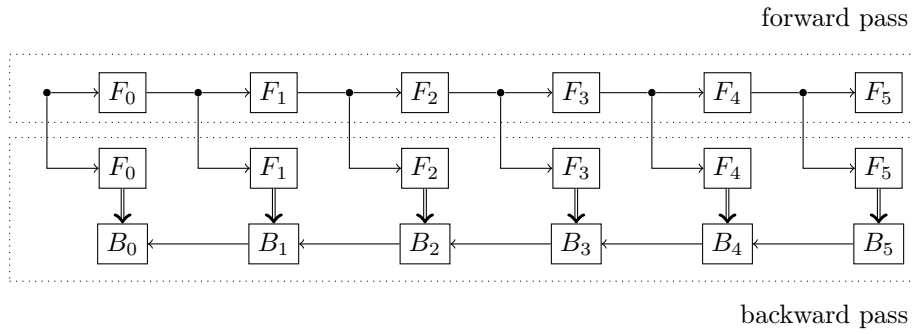 forward pass
F₀ F₁ F₂ F₃ F₄ F₅
F₀ F₁ F₂ F₃ F₄ F₅
B₀ B₁ B₂ B₃ B₄ B₅
backward pass